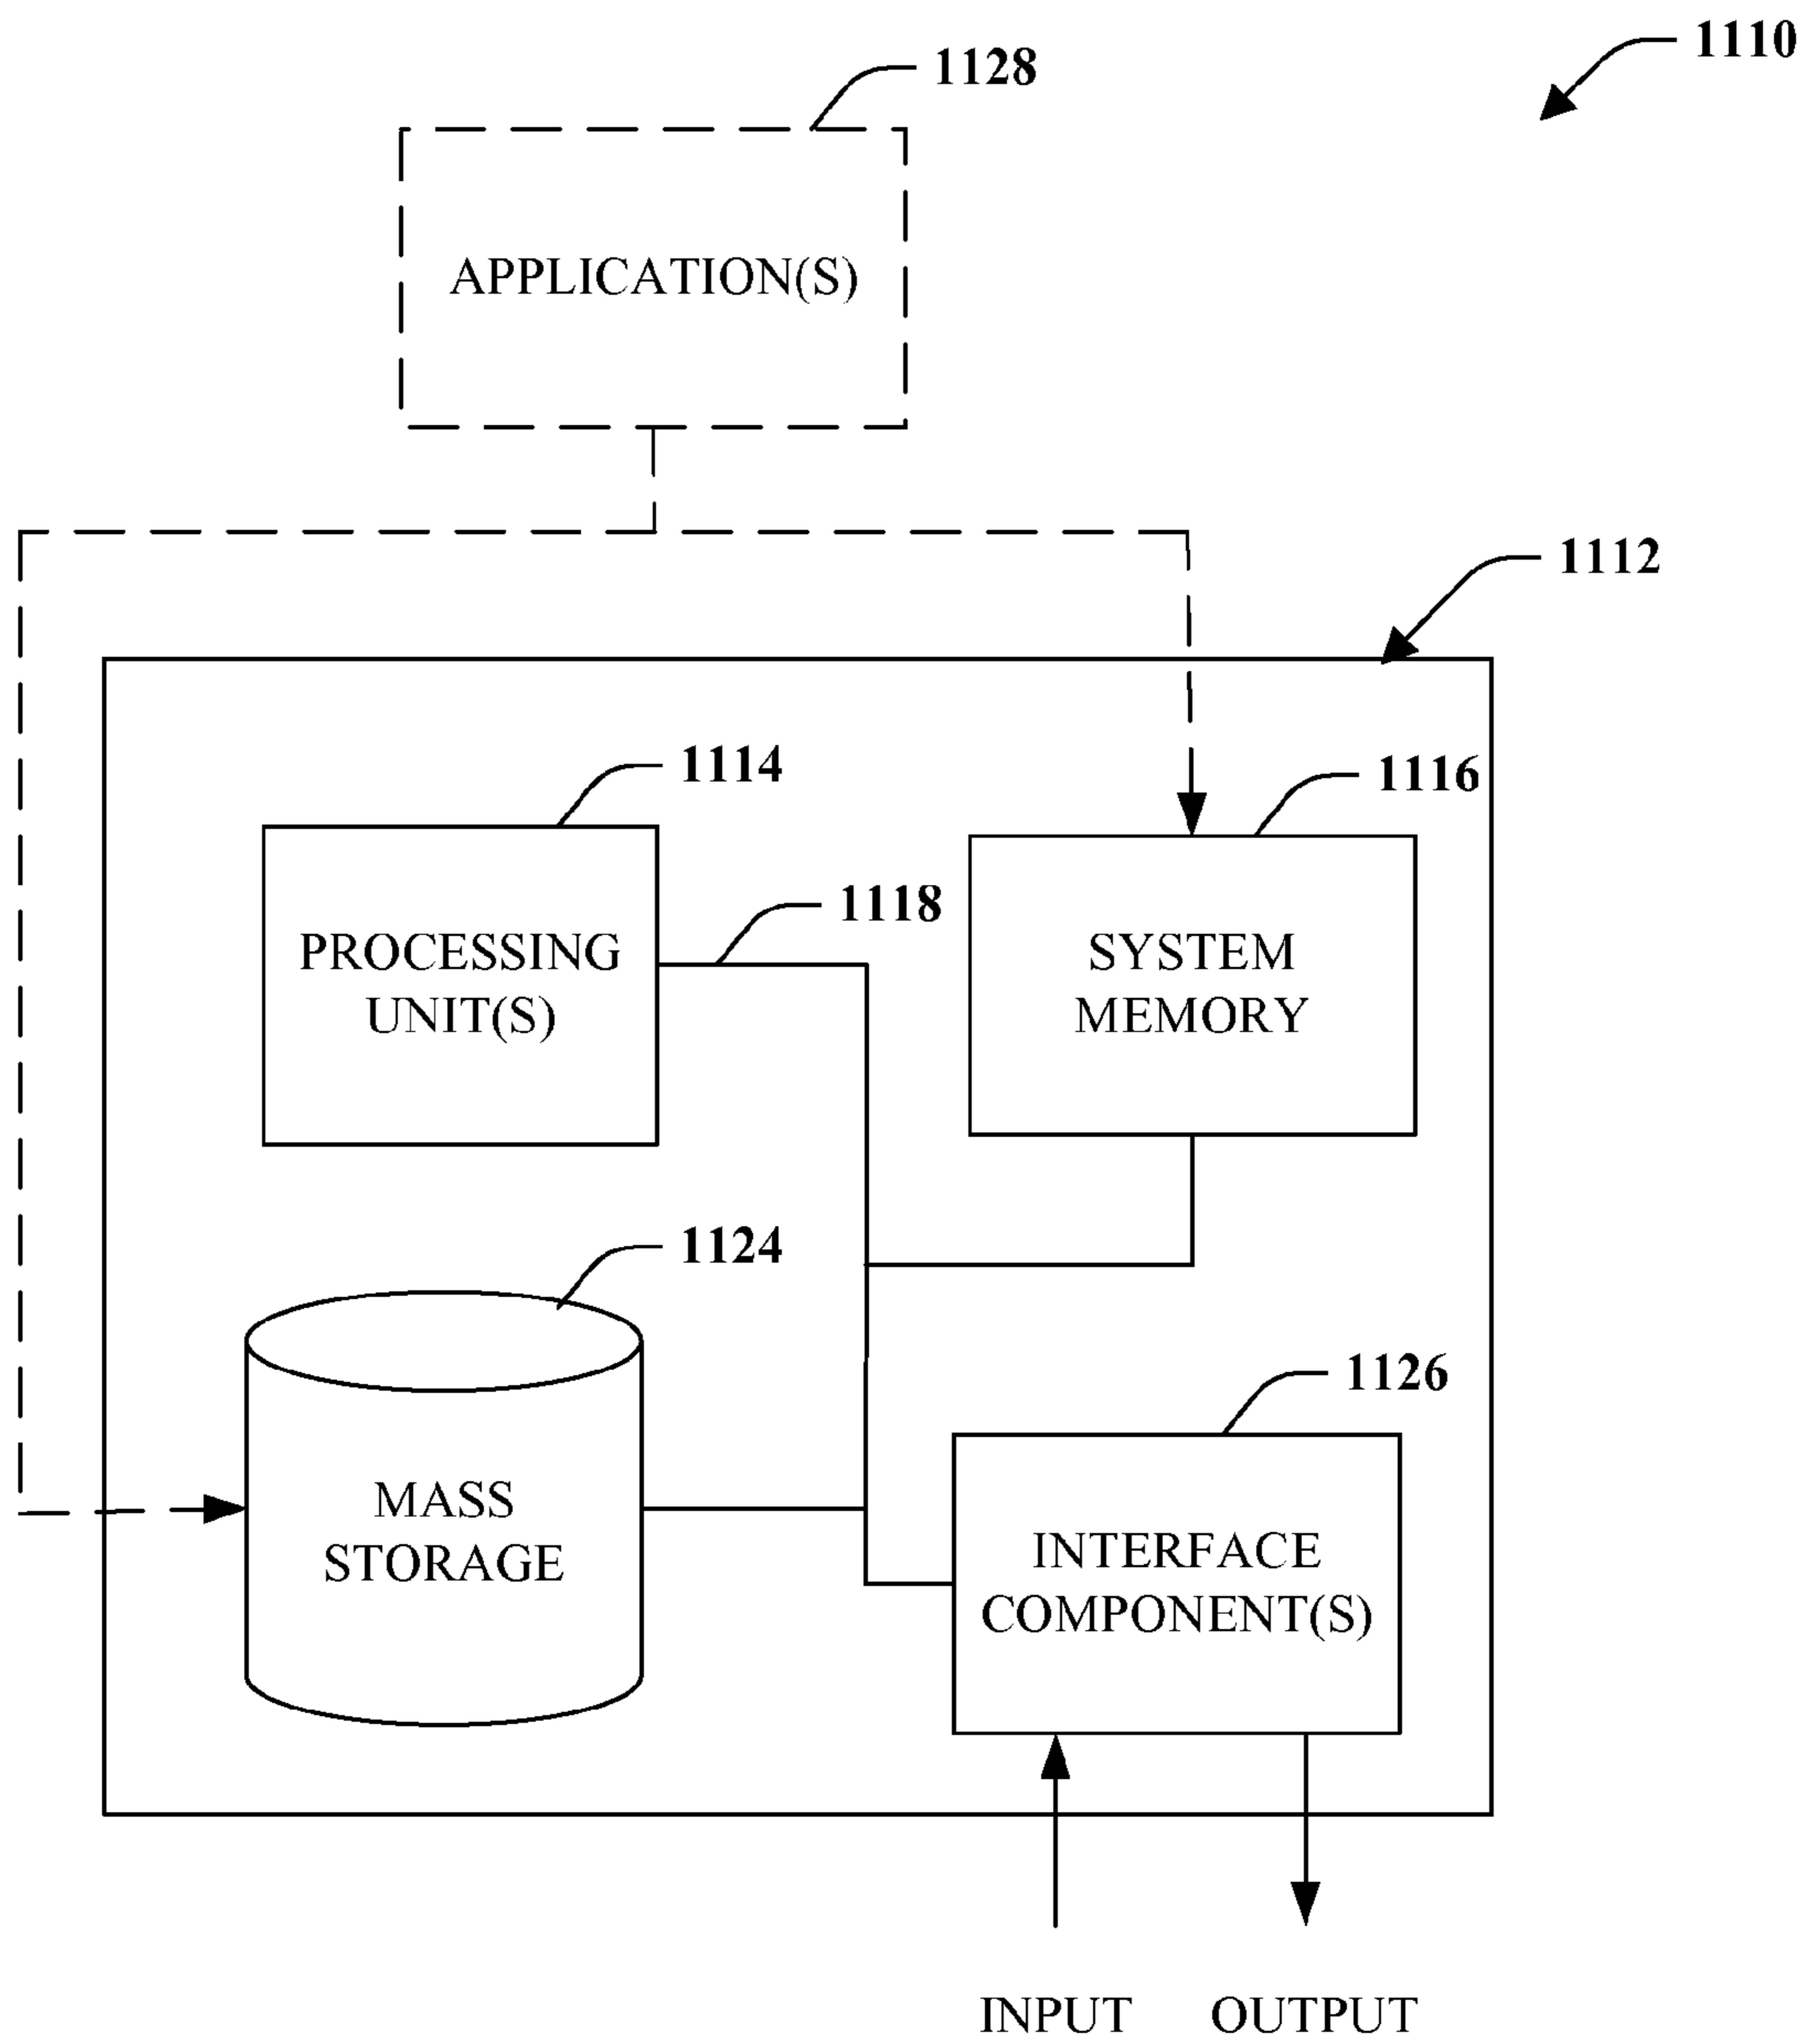 1110
1128
APPLICATION(S)
1112
1114
1116
1118
PROCESSING
UNIT(S)
SYSTEM
MEMORY
1124
1126
MASS
STORAGE
INTERFACE
COMPONENT(S)
INPUT
OUTPUT